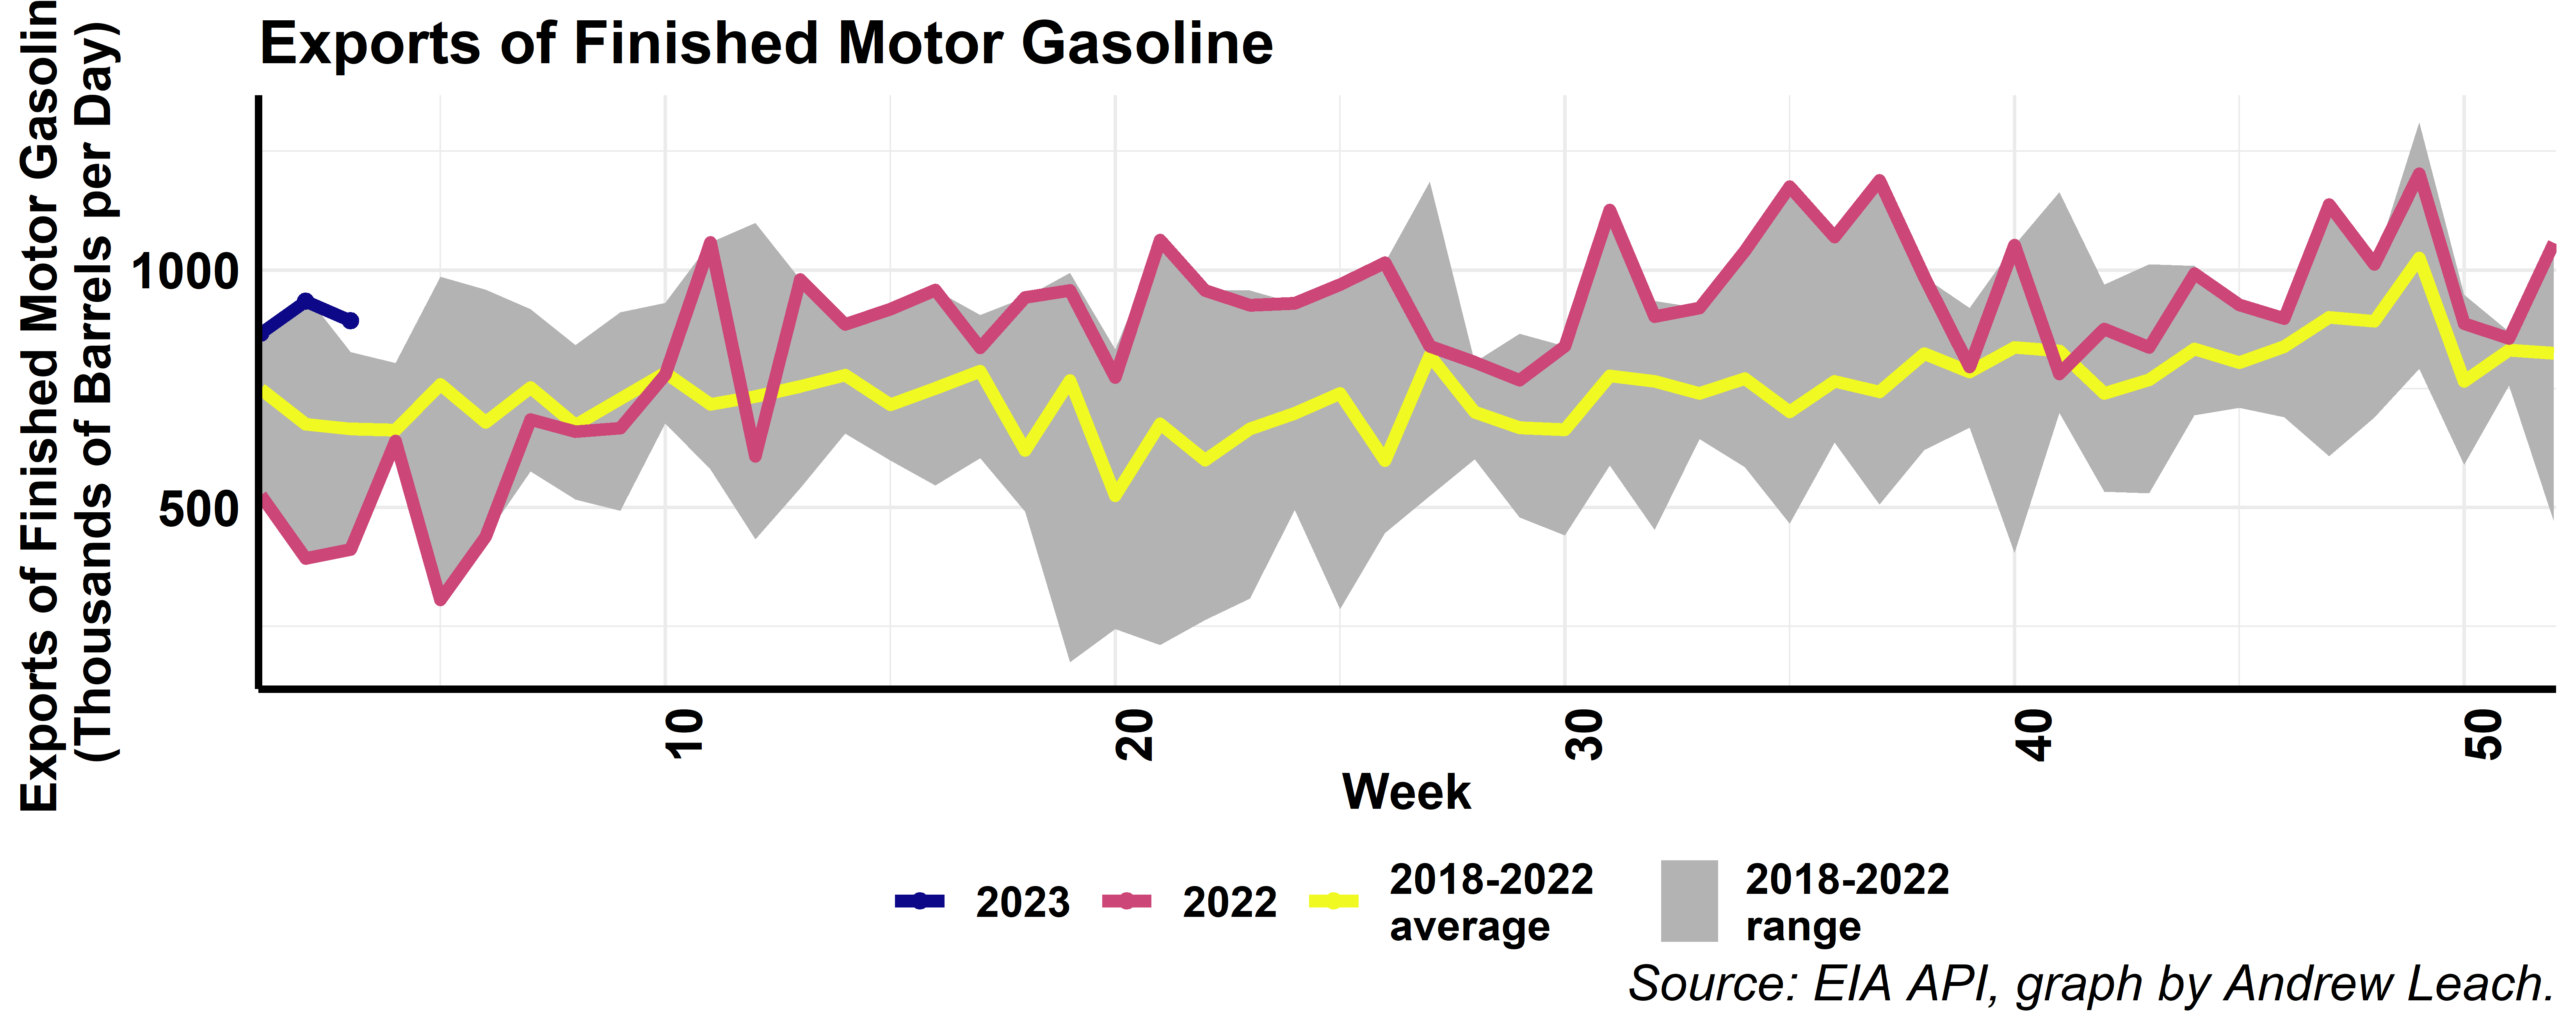 Exports of Finished Motor Gasoline
Exports of Finished Motor Gasolin
(Thousands of Barrels per Day)
1000
500
10
20
30
40
50
Week
2023
2022
2018-2022
average
2018-2022
range
Source: EIA API, graph by Andrew Leach.